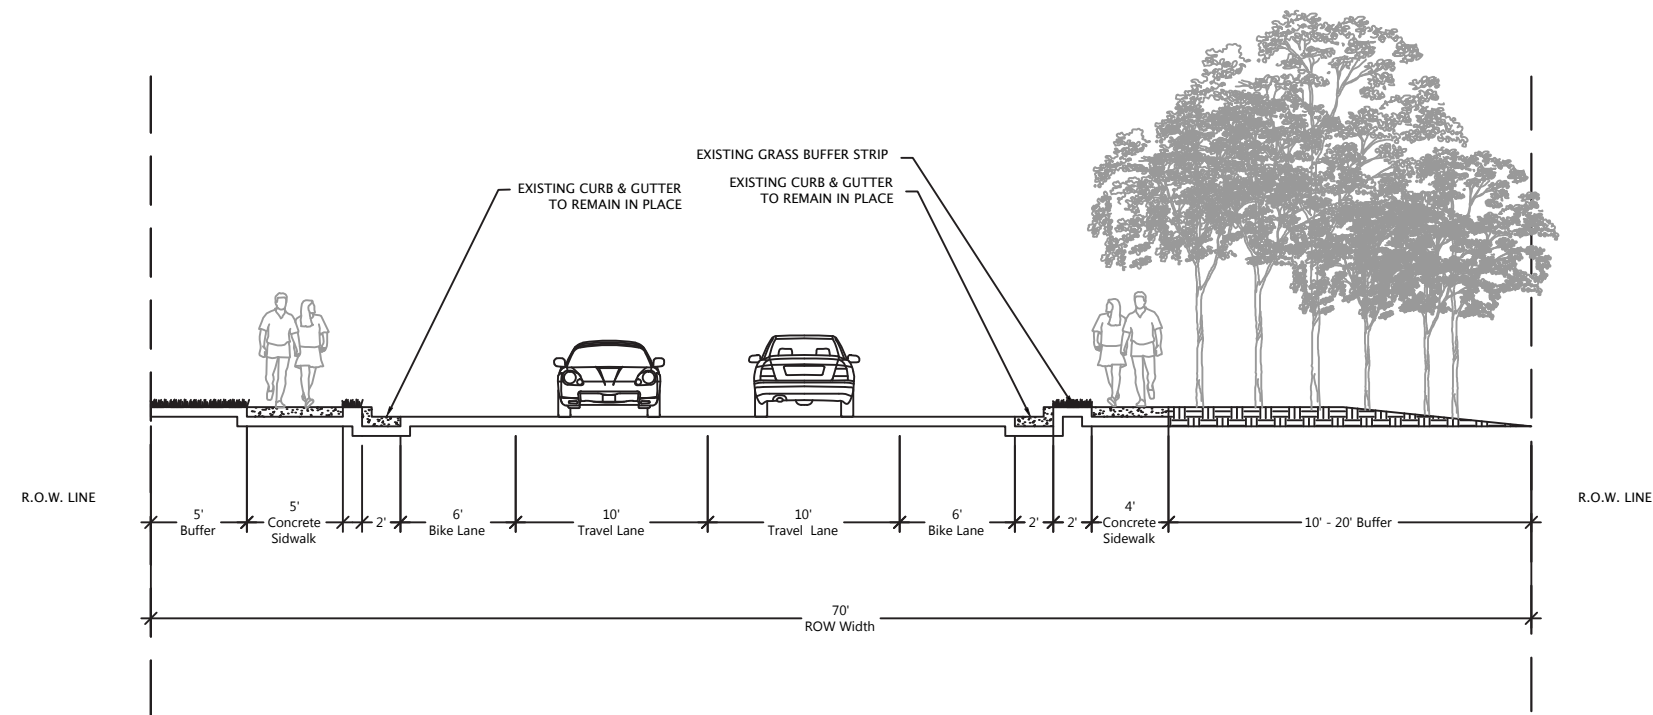 EXISTING GRASS BUFFER STRIP
EXISTING CURB & GUTTER
TO REMAIN IN PLACE
EXISTING CURB & GUTTER
TO REMAIN IN PLACE
R.O.W. LINE
R.O.W. LINE
5'
Buffer
5'
Concrete
Sidwalk
2'
6'
Bike Lane
10'
Travel Lane
10'
Travel Lane
6'
Bike Lane
2'
2'
4'
Concrete
Sidewalk
10' - 20' Buffer
70'
ROW Width